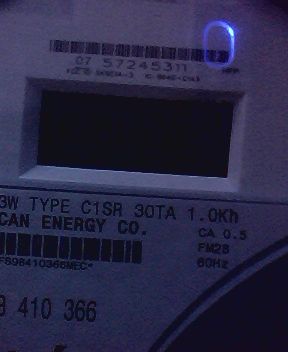 07 57245311
3W TYPE C1SR 30TA 1.0Kh
CAN ENERGY CO.
CA 0.5
FM2S
60Hz
410 366